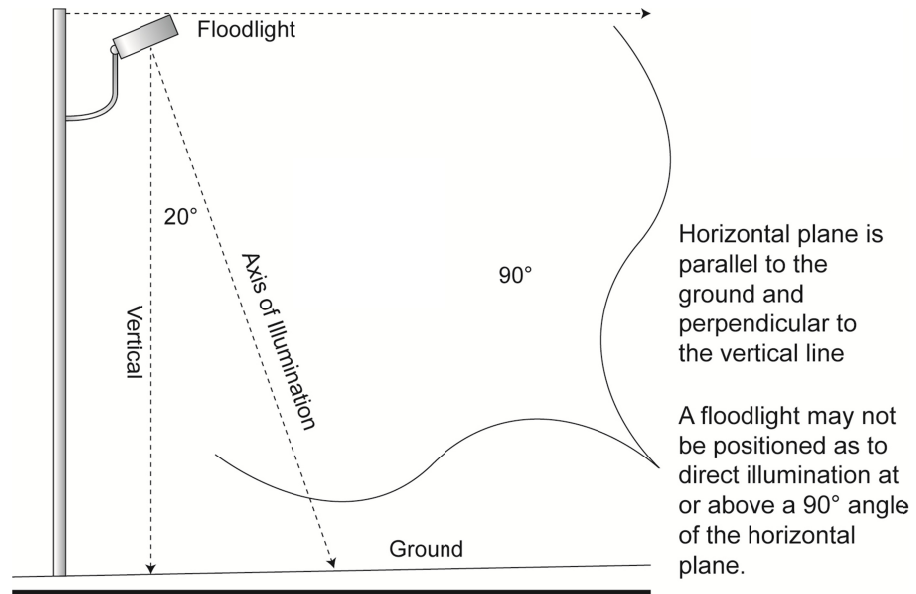 Floodlight
20°
Vertical
Axis of Illumination
90°
Ground
Horizontal plane is
parallel to the
ground and
perpendicular to
the vertical line
A floodlight may not
be positioned as to
direct illumination at
or above a 90° angle
of the horizontal
plane.